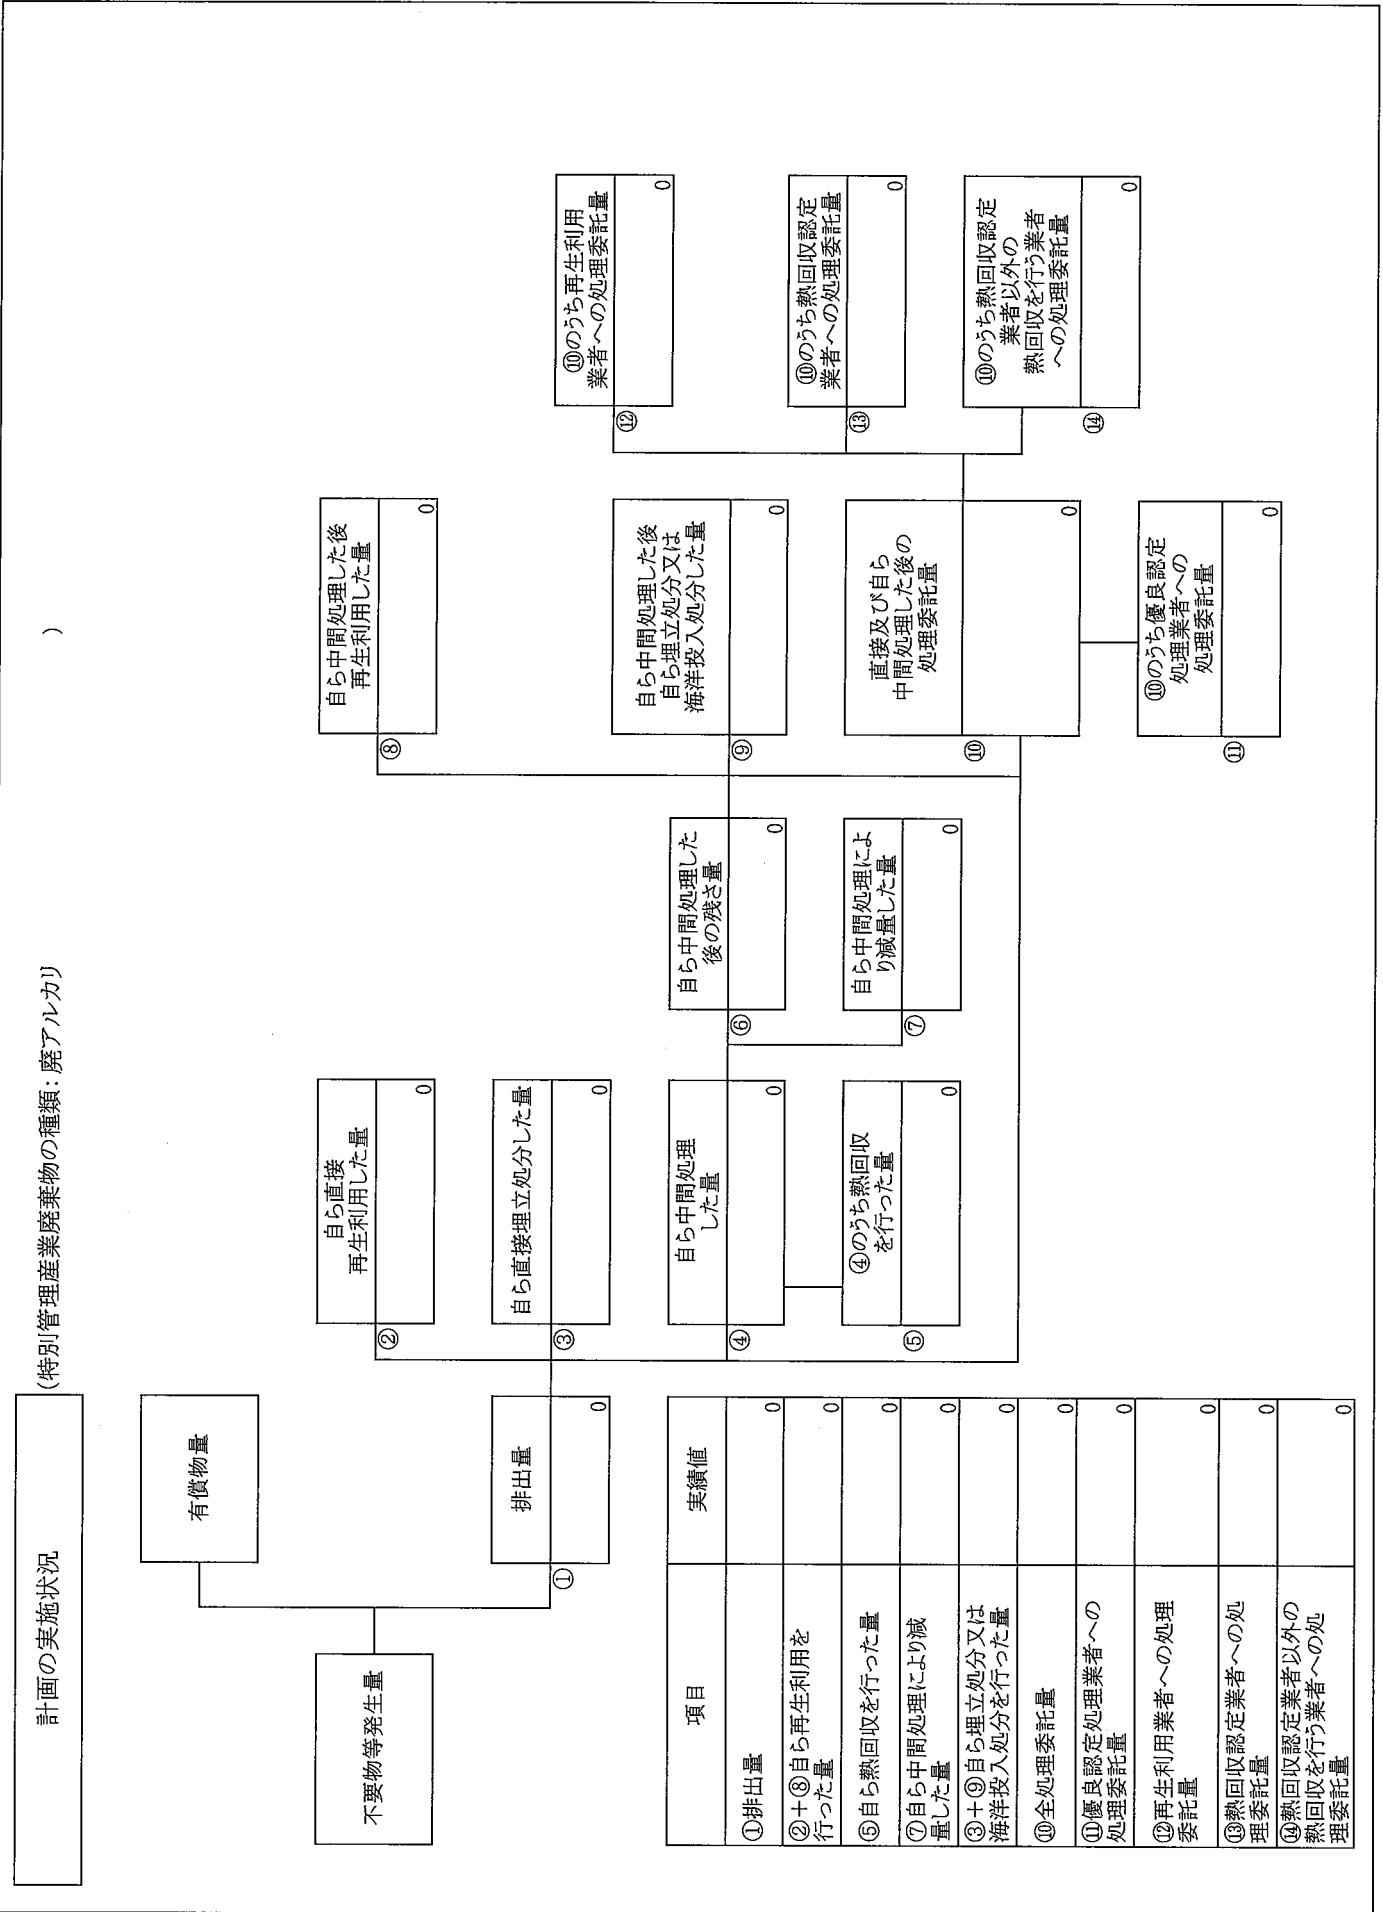 計画の実施状況
(特別管理産業廃棄物の種類：廃アルカリ
)
不要物等発生量
有償物量
排出量
①
0
自ら直接
再生利用した量
②
0
自ら直接埋立処分した量
③
0
自ら中間処理
した量
④
0
④のうち熱回収
を行った量
⑤
0
自ら中間処理した
後の残さ量
⑥
0
自ら中間処理によ
り減量した量
⑦
0
自ら中間処理した後
再生利用した量
⑧
0
自ら中間処理した後
自ら埋立処分又は
海洋投入処分した量
⑨
0
直接及び自ら
中間処理した後の
処理委託量
⑩
0
⑩のうち優良認定
処理業者への
処理委託量
⑪
0
⑩のうち再生利用
業者への処理委託量
⑫
0
⑩のうち熱回収認定
業者への処理委託量
⑬
0
⑩のうち熱回収認定
業者以外の
熱回収を行う業者
への処理委託量
⑭
0
項目
実績値
①排出量
0
②＋⑧自ら再生利用を
行った量
0
⑤自ら熱回収を行った量
0
⑦自ら中間処理により減
量した量
0
③＋⑨自ら埋立処分又は
海洋投入処分を行った量
0
⑩全処理委託量
0
⑪優良認定処理業者への
処理委託量
0
⑫再生利用業者への処理
委託量
0
⑬熱回収認定業者への処
理委託量
0
⑭熱回収認定業者以外の
熱回収を行う業者への処
理委託量
0